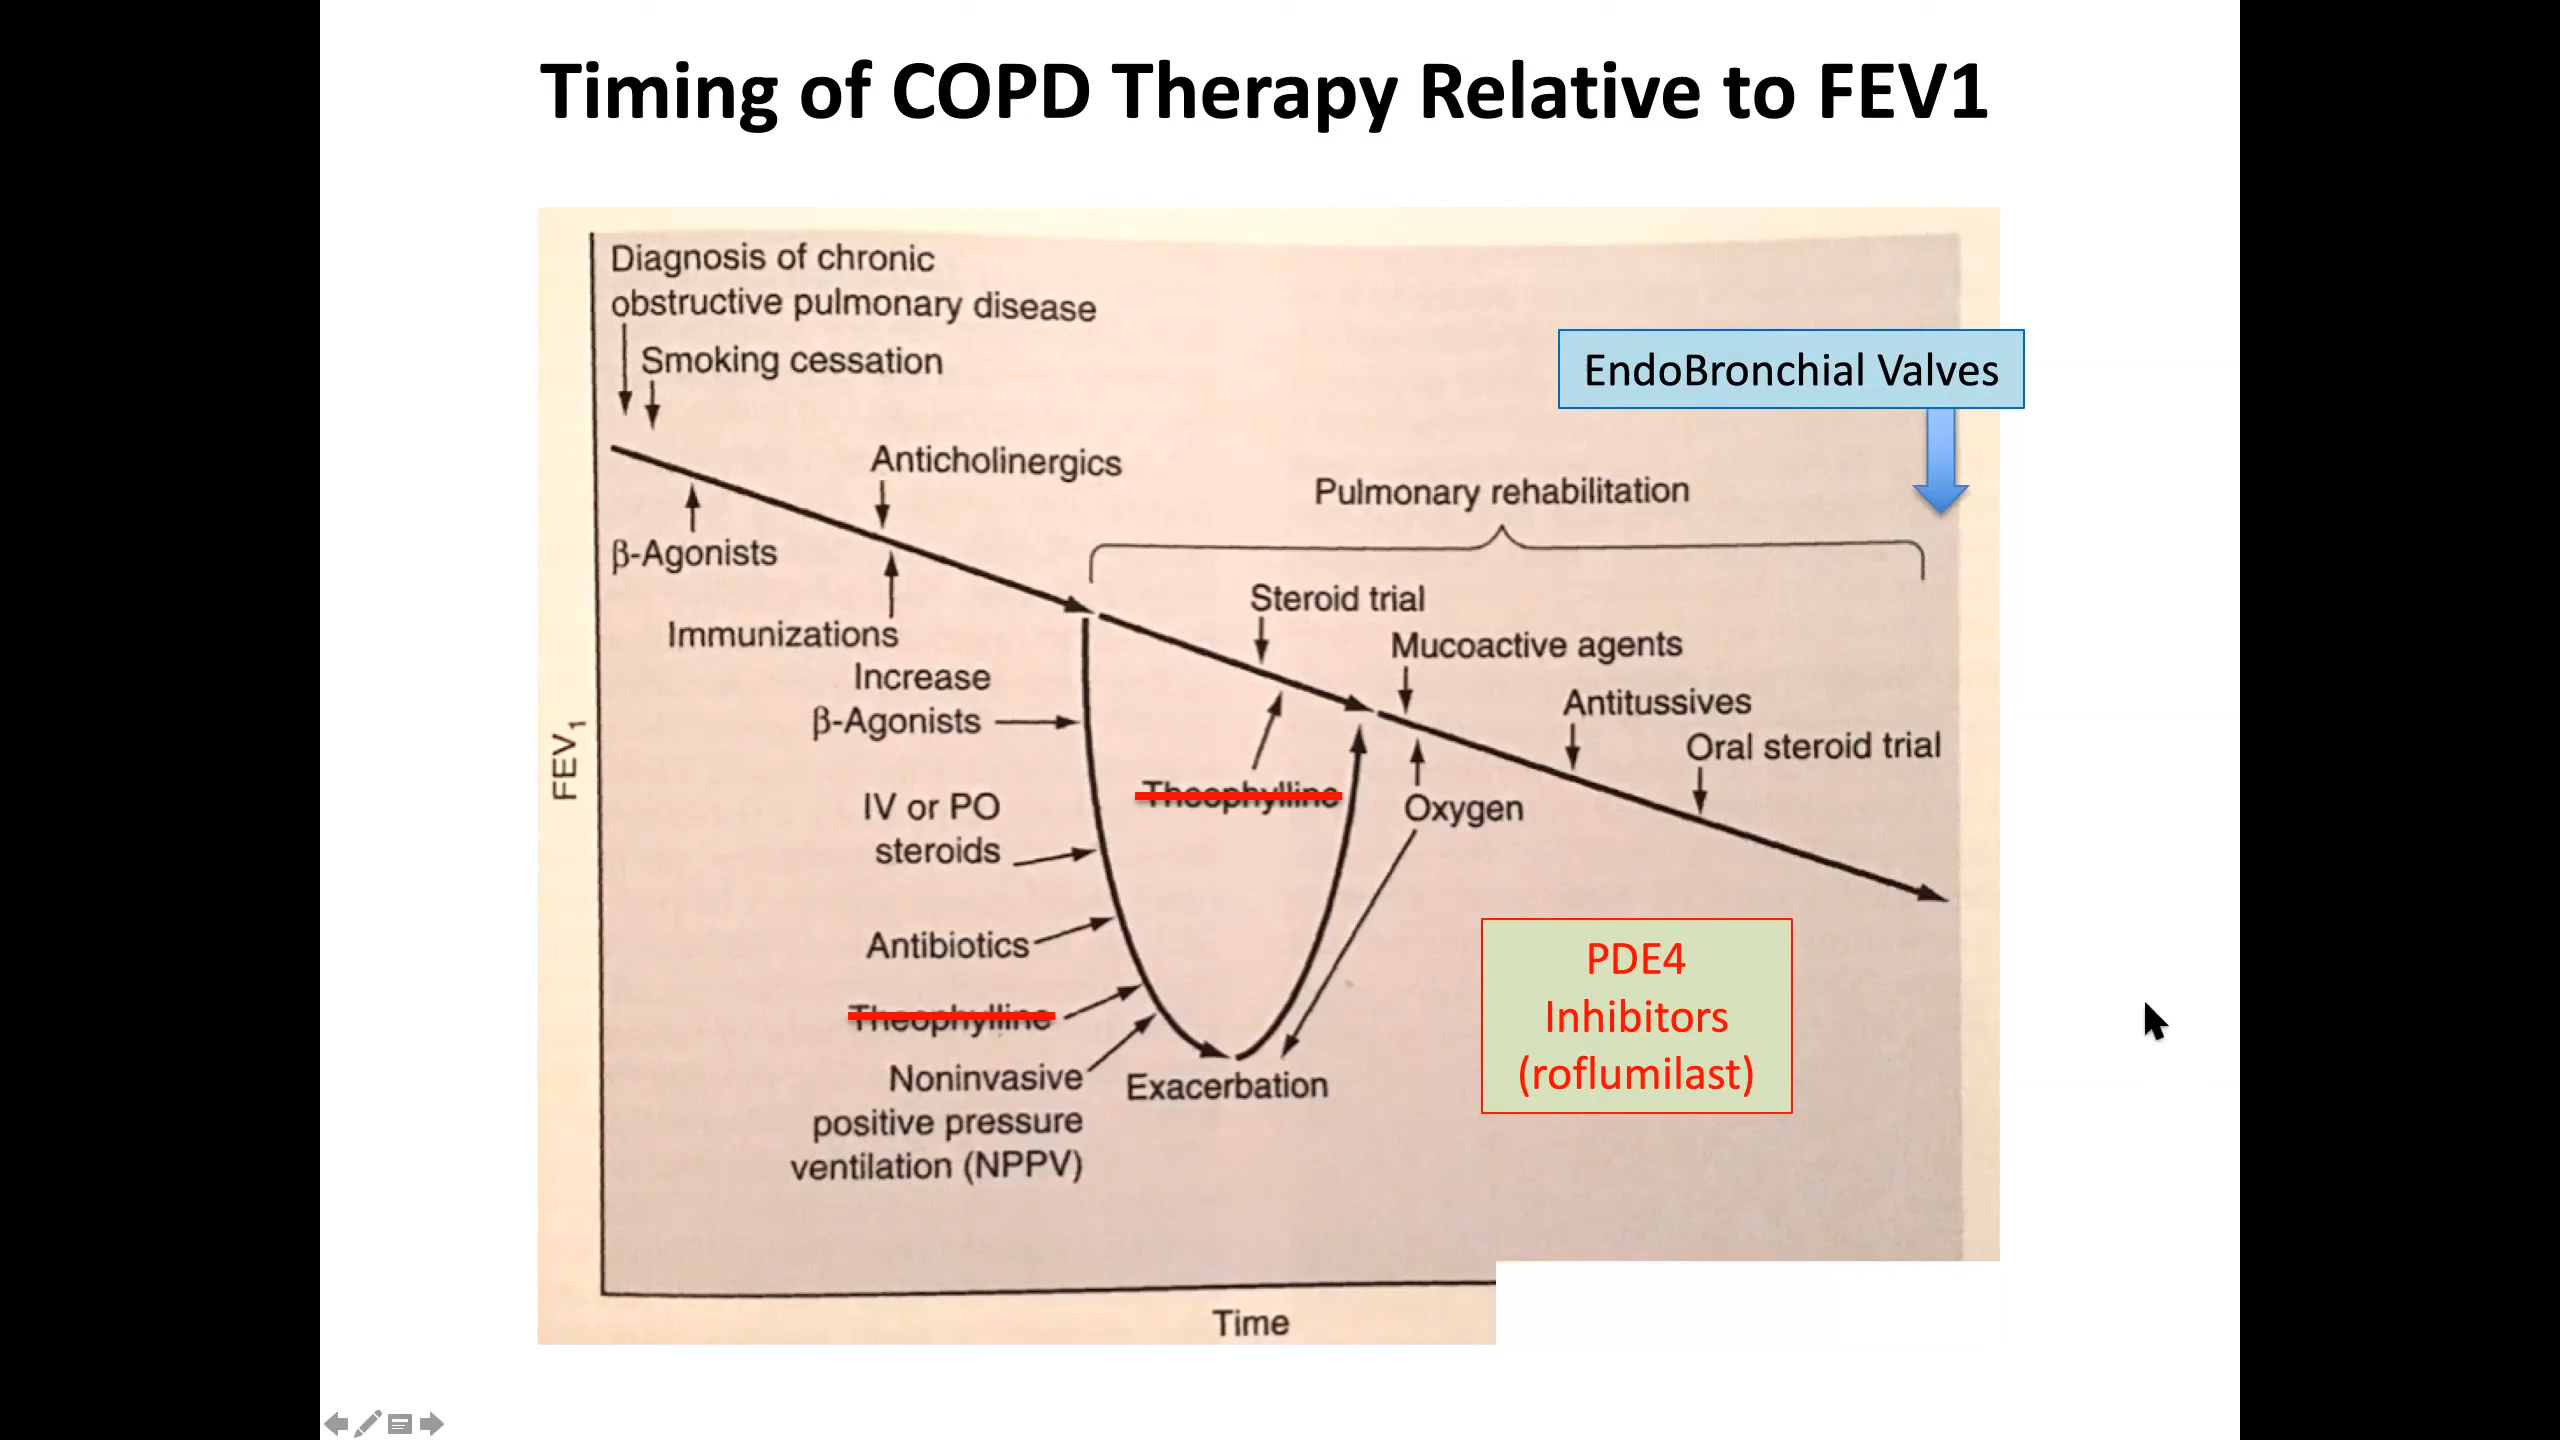 Timing of COPD Therapy Relative to FEV1
Diagnosis of chronic
obstructive pulmonary disease
Smoking cessation
EndoBronchial Valves
Anticholinergics
Pulmonary rehabilitation
β-Agonists
Steroid trial
Immunizations
Mucoactive agents
Increase
β-Agonists
Antitussives
Oral steroid trial
FEV1
Theophylline
IV or PO
steroids
Oxygen
Antibiotics
PDE4
Inhibitors
(roflumilast)
Theophylline
Noninvasive
positive pressure
ventilation (NPPV)
Exacerbation
Time